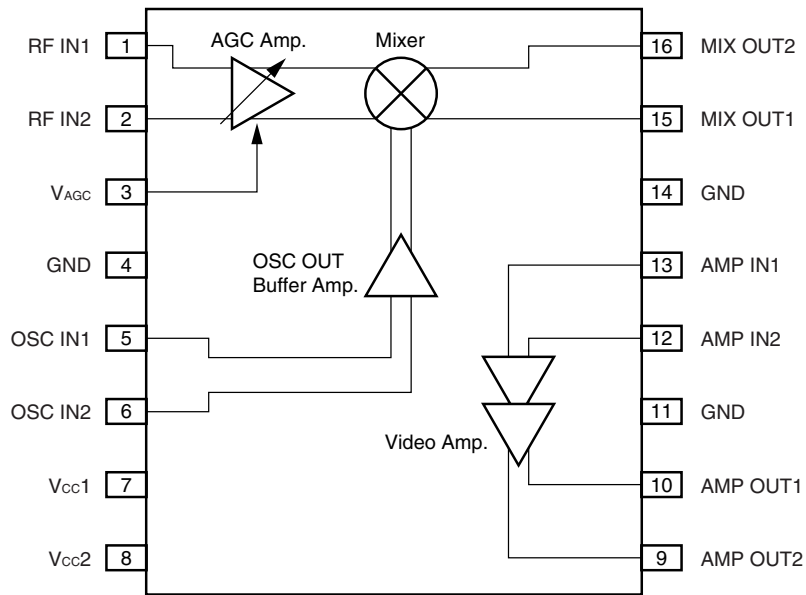 RF IN1 1 AGC Amp. Mixer 16 MIX OUT2
RF IN2 2 15 MIX OUT1
VAGC 3 14 GND
GND 4 OSC OUT 13 AMP IN1
Buffer Amp.
OSC IN1 5 12 AMP IN2
OSC IN2 6 11 GND
Video Amp.
VCC1 7 10 AMP OUT1
VCC2 8 9 AMP OUT2